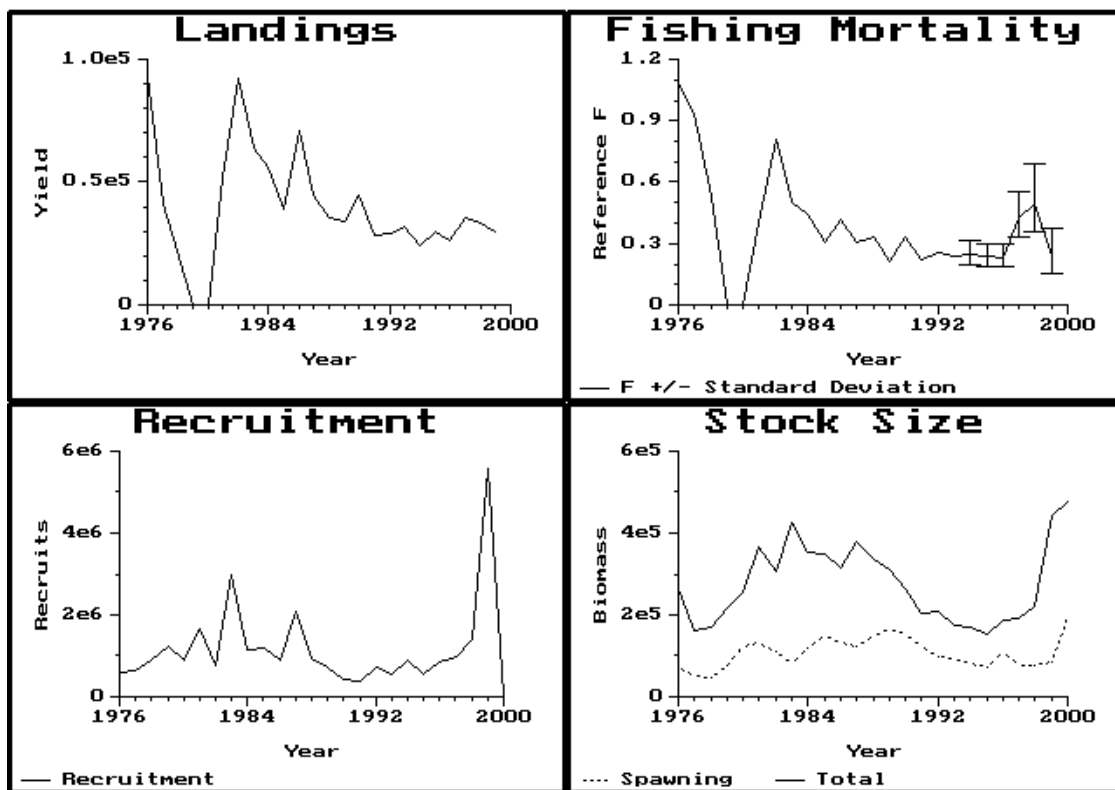 Landings
1.0e5
0.5e5
0
Yield
1976 1984 1992 2000
Year
Fishing Mortality
1.2
0.9
0.6
0.3
0
Reference F
1976 1984 1992 2000
Year
F +/- Standard Deviation
Recruitment
6e6
4e6
2e6
0
Recruits
1976 1984 1992 2000
Year
Recruitment
Stock Size
6e5
4e5
2e5
0
Biomass
1976 1984 1992 2000
Year
Spawning Total